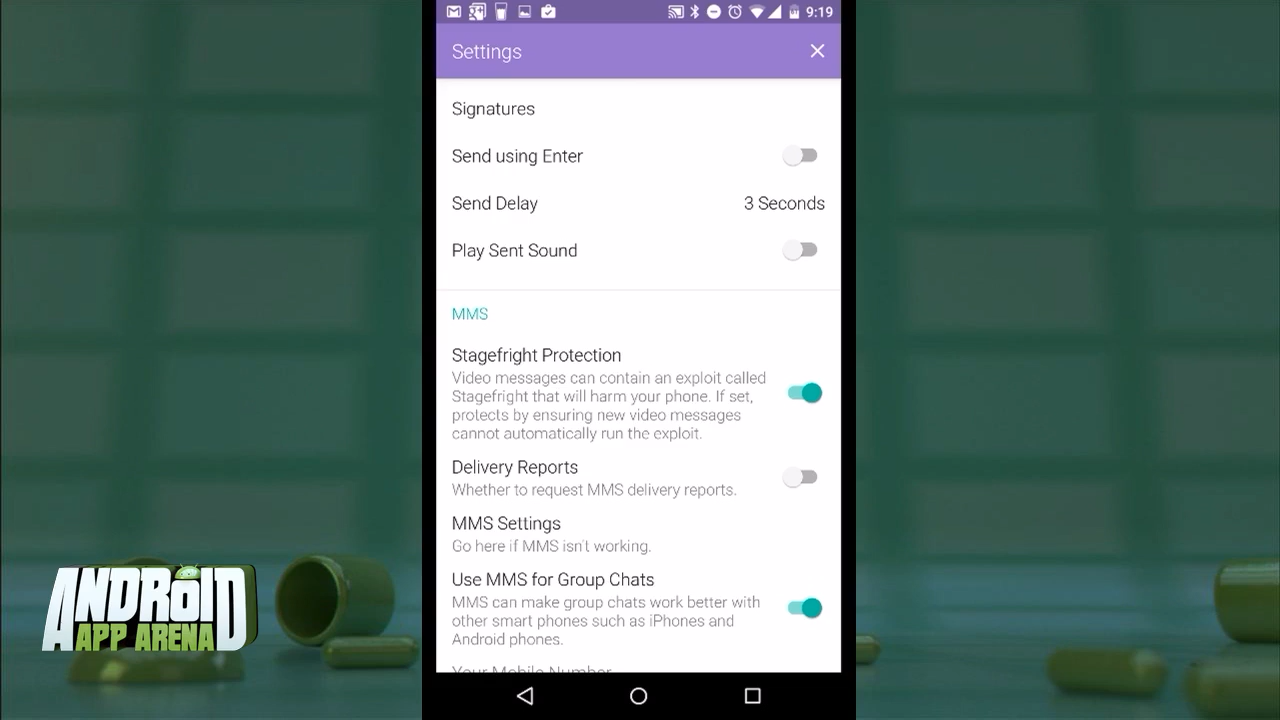 9:19
Settings
Signatures
Send using Enter
Send Delay
3 Seconds
Play Sent Sound
MMS
Stagefright Protection
Video messages can contain an exploit called
Stagefright that will harm your phone. If set,
protects by ensuring new video messages
cannot automatically run the exploit.
Delivery Reports
Whether to request MMS delivery reports.
MMS Settings
Go here if MMS isn't working.
Use MMS for Group Chats
MMS can make group chats work better with
other smart phones such as iPhones and
Android phones.
Your Mobile Number
ANDROID
APP ARENA